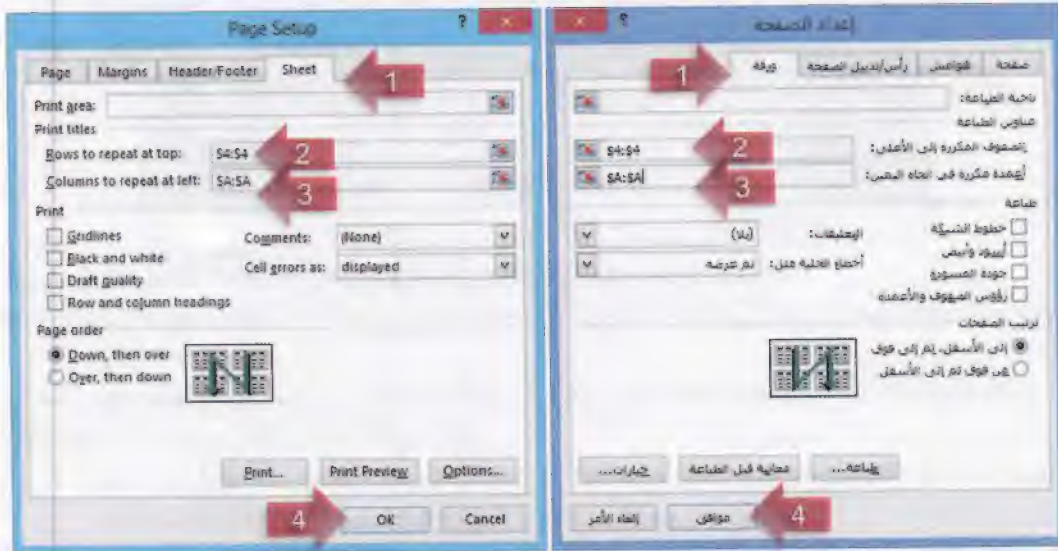 Page Setup
?
x
Page Margins Header/Footer Sheet
1
Print area:
Print titles
Rows to repeat at top: $4:$4
2
Columns to repeat at left: $A:$A
3
Print
Gridlines
Black and white
Draft quality
Row and column headings
Comments: (None)
Cell errors as: displayed
Page order
Down, then over
Over, then down
Print... Print Preview Options...
4
OK Cancel
إعداد الصفحة
?
x
صفحة هوامش رأس/تذييل الصفحة ورقة
1
ناحية الطباعة:
عناوين الطباعة
الصفوف المكررة إلى الأعلى: $4:$4
2
أعمدة مكررة في اتجاه اليمين: $A:$A
3
طباعة
خطوط الشبكة
أسود وأبيض
جودة المسودة
رؤوس الصفوف والأعمدة
التعليقات: (بلا)
أخطاء الخلية مثل: تم عرضه
ترتيب الصفحات
إلى الأسفل، ثم إلى فوق
من فوق ثم إلى الأسفل
طباعة... معاينة قبل الطباعة خيارات...
4
موافق إلغاء الأمر